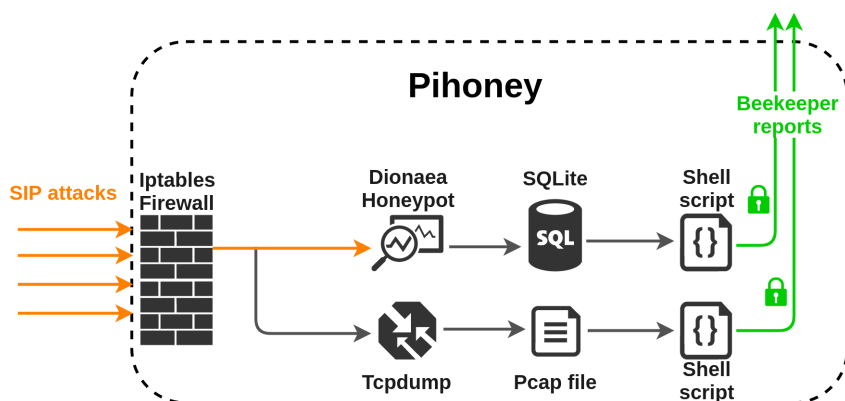 Pihoney
Beekeeper
reports
SIP attacks
Iptables
Firewall
Dionaea
Honeypot
SQLite
SQL
Shell
script
{}
Tcpdump
Pcap file
{}
Shell
script